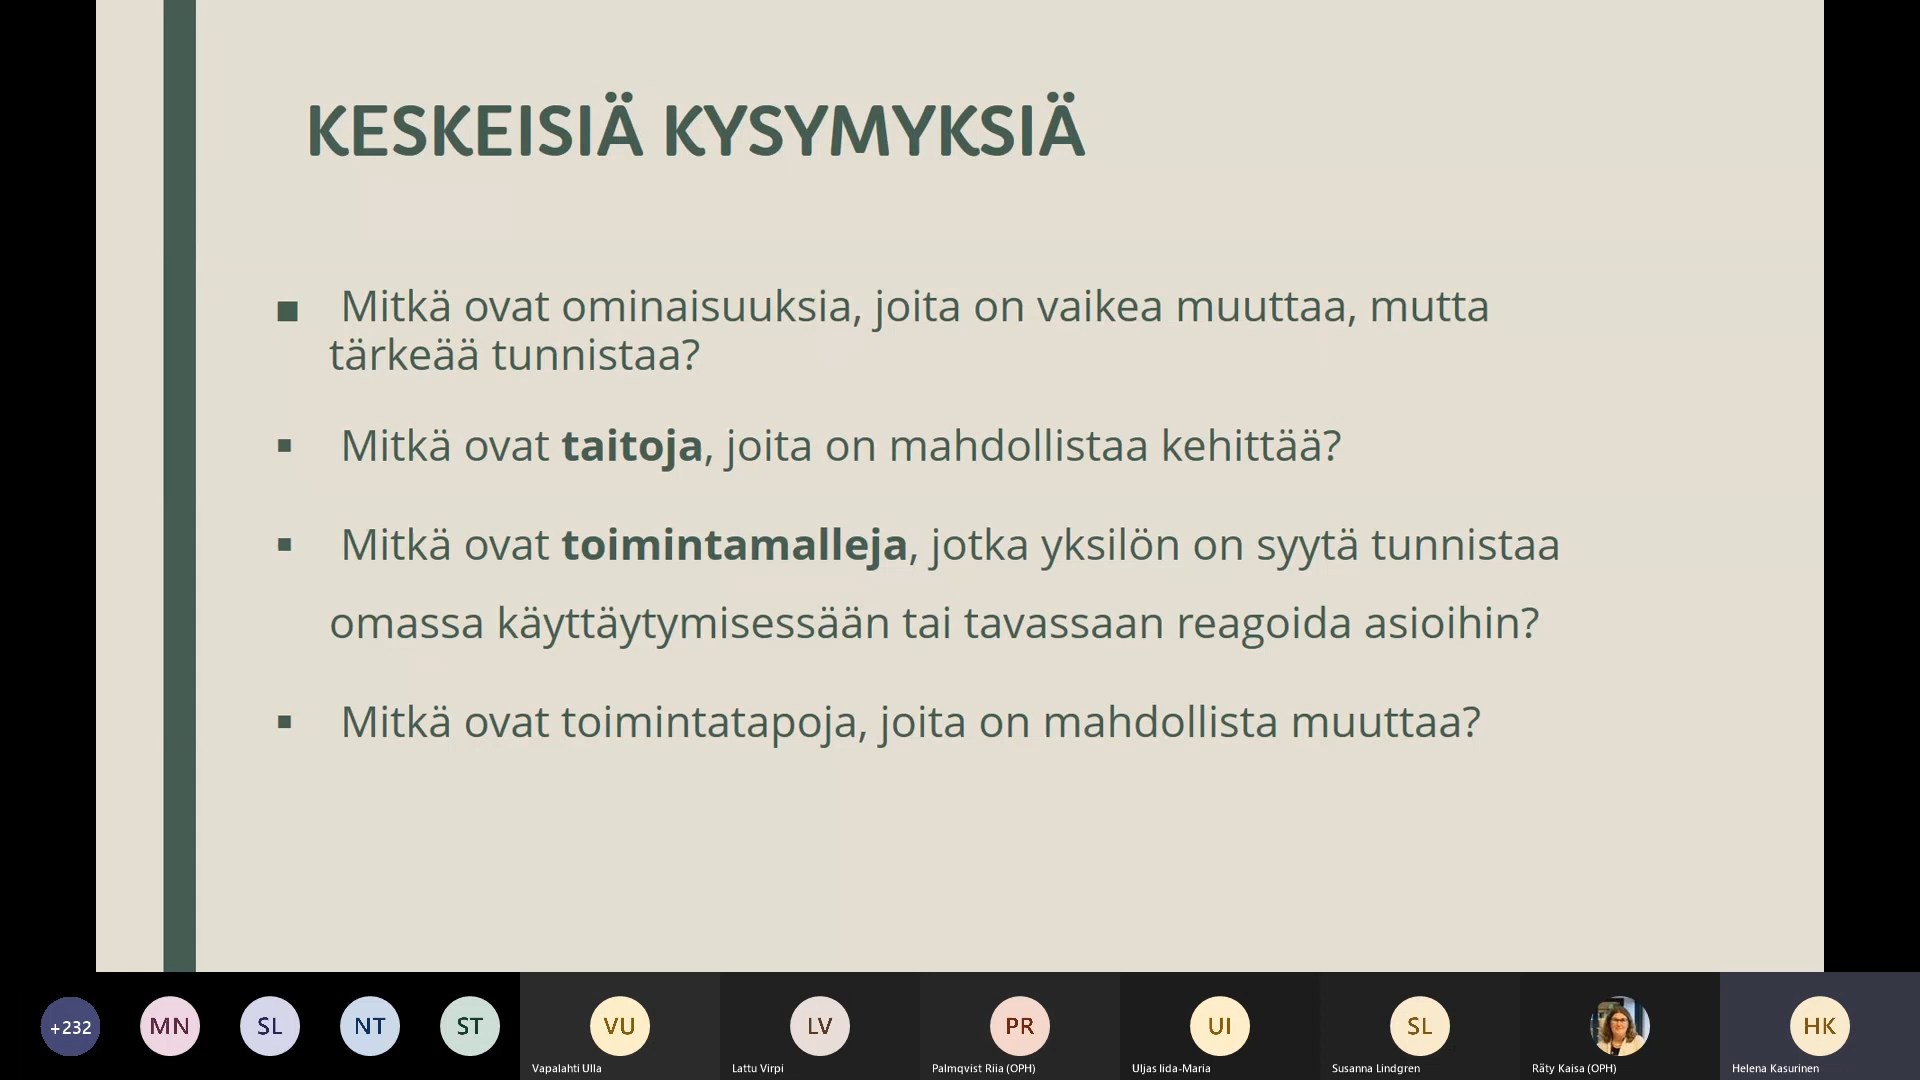 KESKEISIÄ KYSYMYKSIÄ
Mitkä ovat ominaisuuksia, joita on vaikea muuttaa, mutta
tärkeää tunnistaa?
Mitkä ovat taitoja, joita on mahdollistaa kehittää?
Mitkä ovat toimintamalleja, jotka yksilön on syytä tunnistaa
omassa käyttäytymisessään tai tavassaan reagoida asioihin?
Mitkä ovat toimintatapoja, joita on mahdollista muuttaa?
+232
MN
SL
NT
ST
VU
LV
PR
UI
SL
HK
Vapalahti Ulla
Lattu Virpi
Palmqvist Riia (OPH)
Uljas Iida-Maria
Susanna Lindgren
Räty Kaisa (OPH)
Helena Kasurinen